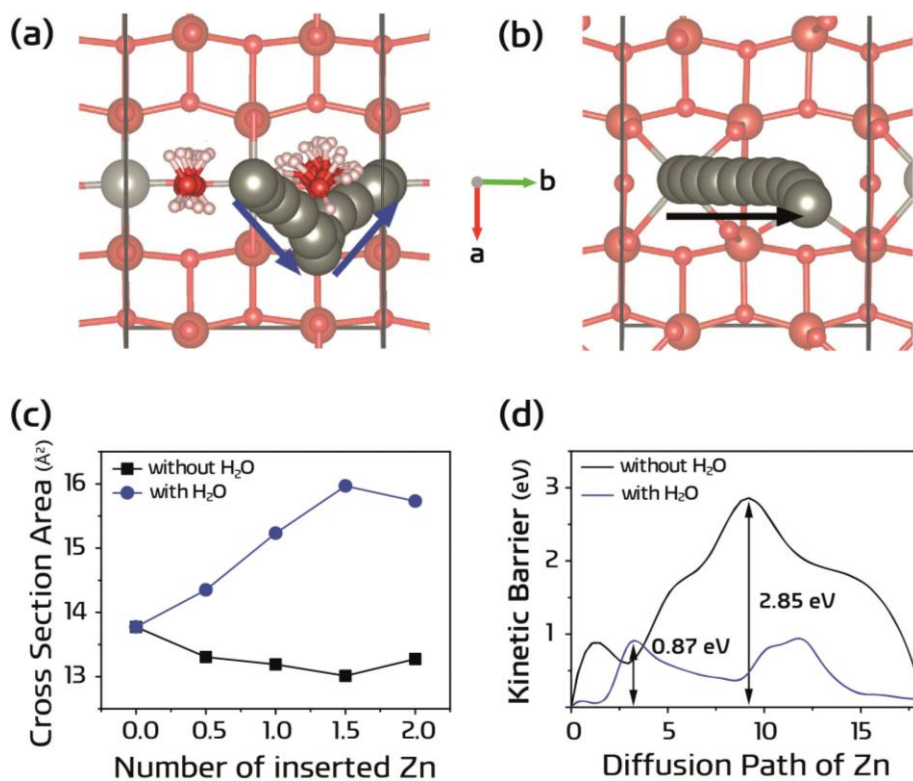 (a)
(b)
b
a
(c)
(d)
Cross Section Area (Å²)
without H₂O
with H₂O
16
15
14
13
0.0 0.5 1.0 1.5 2.0
Number of inserted Zn
Kinetic Barrier (eV)
without H₂O
with H₂O
3
2
1
0.87 eV
2.85 eV
0 5 10 15
Diffusion Path of Zn